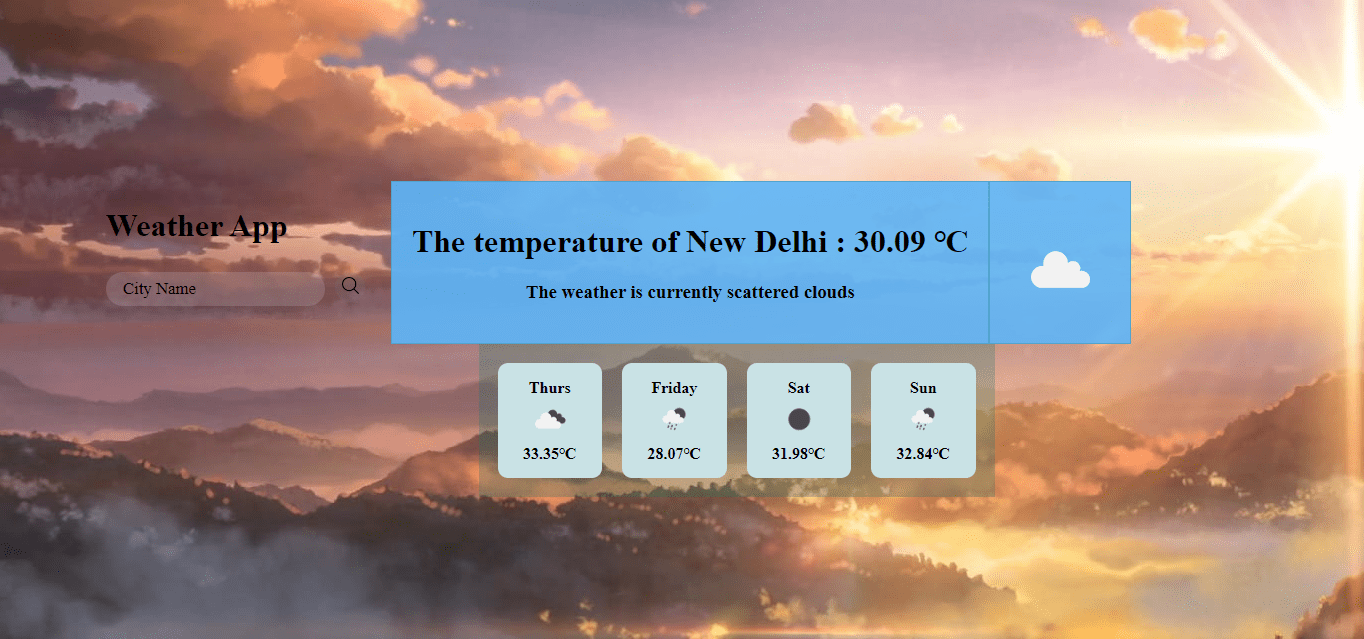 Weather App
City Name
The temperature of New Delhi : 30.09 °C
The weather is currently scattered clouds
Thurs
33.35°C
Friday
28.07°C
Sat
31.98°C
Sun
32.84°C